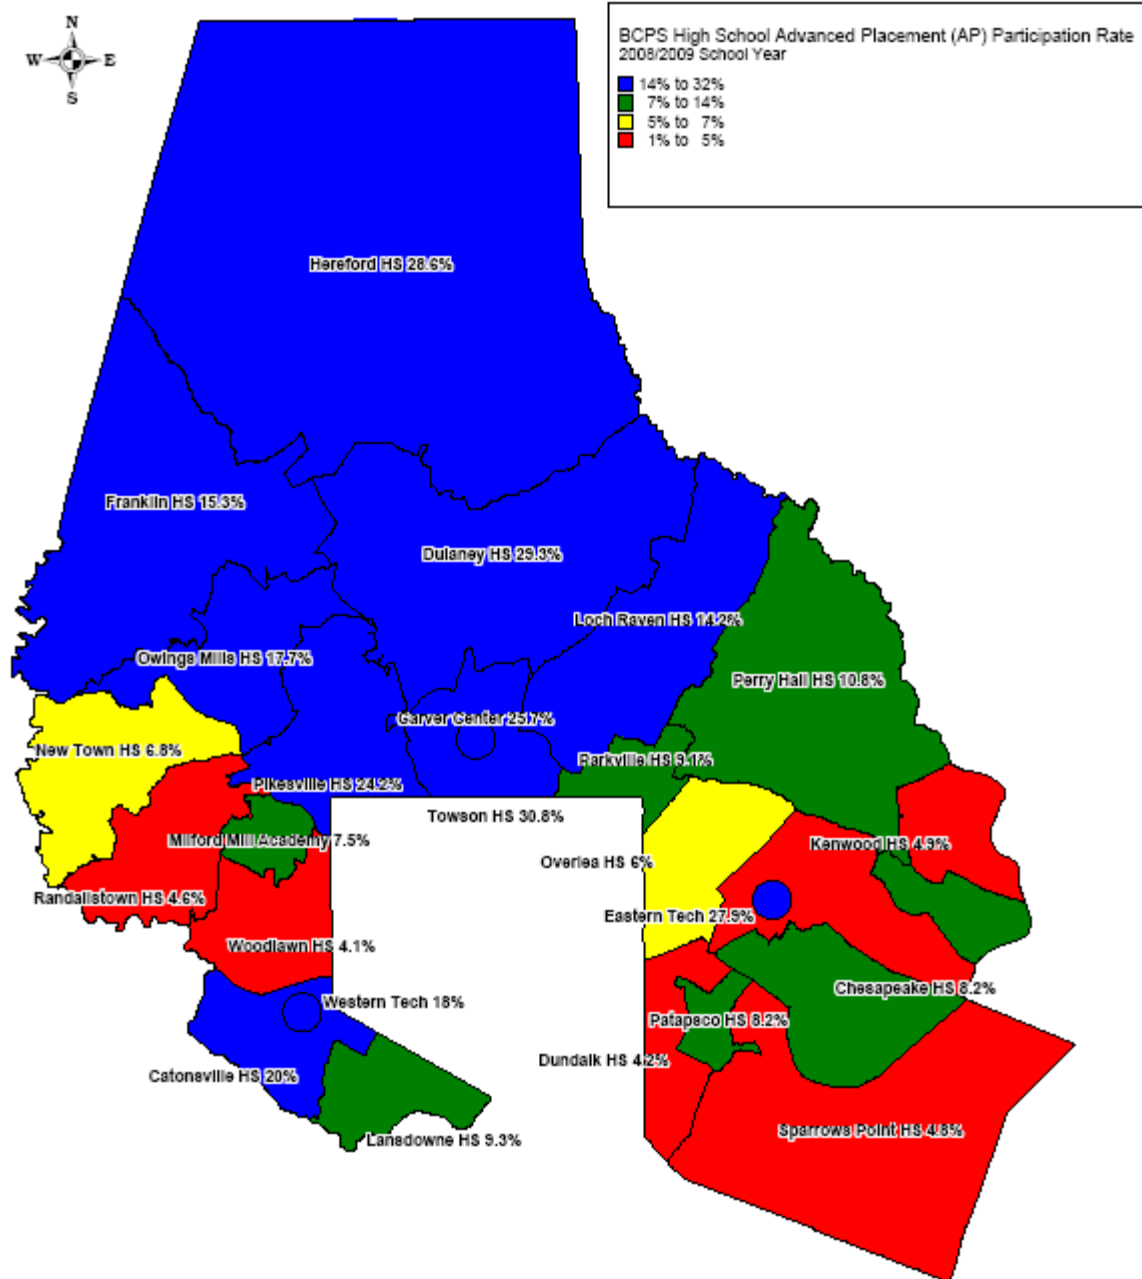 N
W E
S
BCPS High School Advanced Placement (AP) Participation Rate
2008/2009 School Year
14% to 32%
7% to 14%
5% to 7%
1% to 5%
Hereford HS 28.6%
Franklin HS 15.3%
Dulaney HS 29.3%
Loch Raven HS 14.2%
Owings Mills HS 17.7%
Perry Hall HS 10.8%
Garver Center 25.7%
New Town HS 6.8%
Parkville HS 9.1%
Pikesville HS 24.2%
Towson HS 30.8%
Milford Mill Academy 7.5%
Kenwood HS 4.9%
Overlea HS 6%
Randallstown HS 4.6%
Eastern Tech 27.9%
Woodlawn HS 4.1%
Chesapeake HS 8.2%
Western Tech 18%
Patapsco HS 8.2%
Dundalk HS 4.2%
Catonsville HS 20%
Sparrows Point HS 4.8%
Lansdowne HS 9.3%